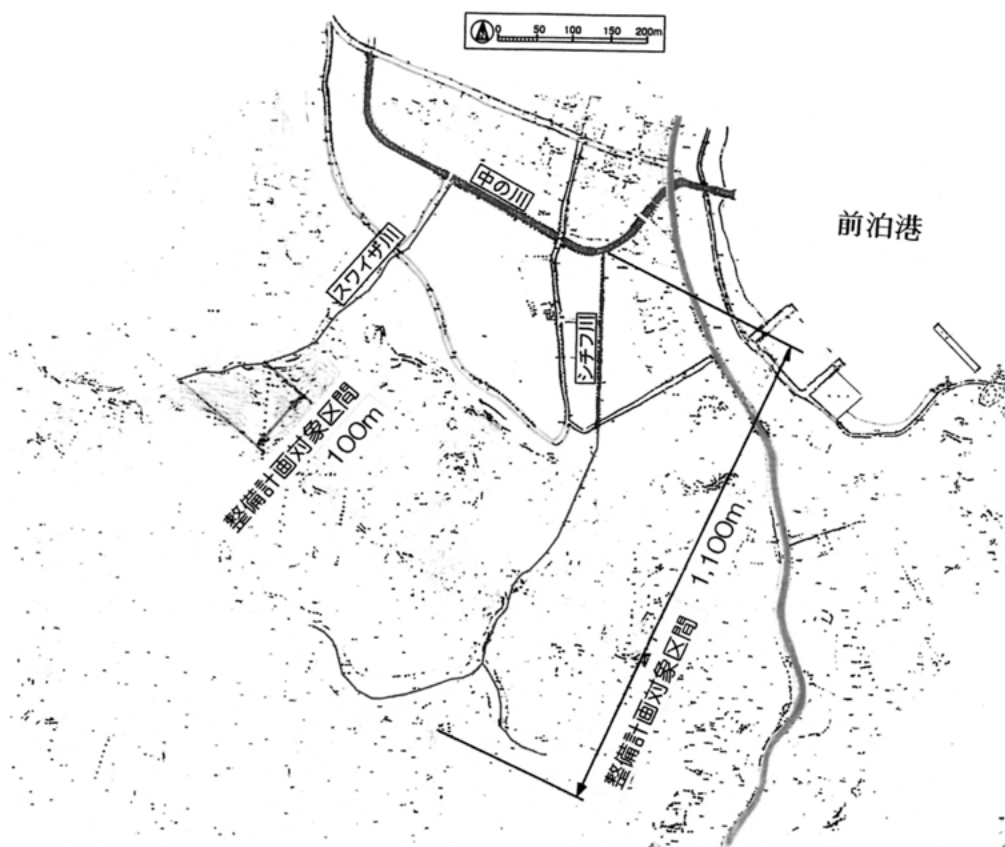 0 50 100 150 200m
中の川
前泊港
スワイザ川
シチフ川
整備計画対象区間 100m
整備計画対象区間 1,100m